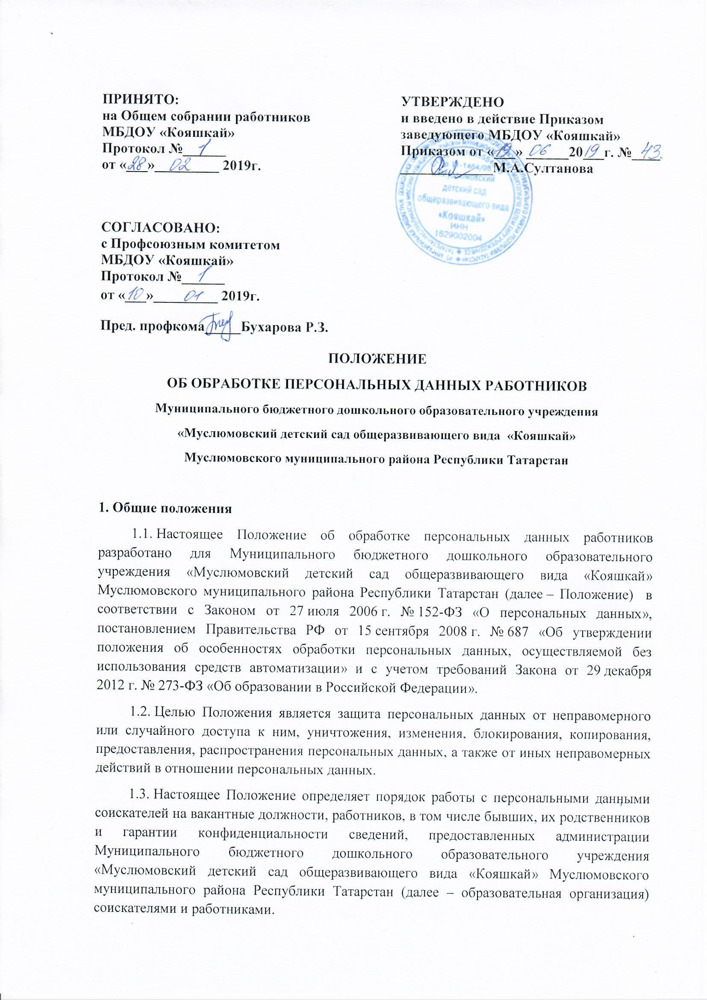 ПРИНЯТО:
на Общем собрании работников
МБДОУ «Кояшкай»
Протокол № 1
от «28» 02 2019г.
УТВЕРЖДЕНО
и введено в действие Приказом
заведующего МБДОУ «Кояшкай»
Приказом от «19» 06 2019 г. № 43.
М.А.Султанова
детский сад
общеразвивающего вида
«Кояшкай»
ИНН
1629002004
СОГЛАСОВАНО:
с Профсоюзным комитетом
МБДОУ «Кояшкай»
Протокол № 1
от «10» 01 2019г.
Пред. профкома Бухарова Р.З.
ПОЛОЖЕНИЕ
ОБ ОБРАБОТКЕ ПЕРСОНАЛЬНЫХ ДАННЫХ РАБОТНИКОВ
Муниципального бюджетного дошкольного образовательного учреждения
«Муслюмовский детский сад общеразвивающего вида «Кояшкай»
Муслюмовского муниципального района Республики Татарстан
1. Общие положения
1.1. Настоящее Положение об обработке персональных данных работников
разработано для Муниципального бюджетного дошкольного образовательного
учреждения «Муслюмовский детский сад общеразвивающего вида «Кояшкай»
Муслюмовского муниципального района Республики Татарстан (далее – Положение) в
соответствии с Законом от 27 июля 2006 г. № 152-ФЗ «О персональных данных»,
постановлением Правительства РФ от 15 сентября 2008 г. № 687 «Об утверждении
положения об особенностях обработки персональных данных, осуществляемой без
использования средств автоматизации» и с учетом требований Закона от 29 декабря
2012 г. № 273-ФЗ «Об образовании в Российской Федерации».
1.2. Целью Положения является защита персональных данных от неправомерного
или случайного доступа к ним, уничтожения, изменения, блокирования, копирования,
предоставления, распространения персональных данных, а также от иных неправомерных
действий в отношении персональных данных.
1.3. Настоящее Положение определяет порядок работы с персональными данными
соискателей на вакантные должности, работников, в том числе бывших, их родственников
и гарантии конфиденциальности сведений, предоставленных администрации
Муниципального бюджетного дошкольного образовательного учреждения
«Муслюмовский детский сад общеразвивающего вида «Кояшкай» Муслюмовского
муниципального района Республики Татарстан (далее – образовательная организация)
соискателями и работниками.